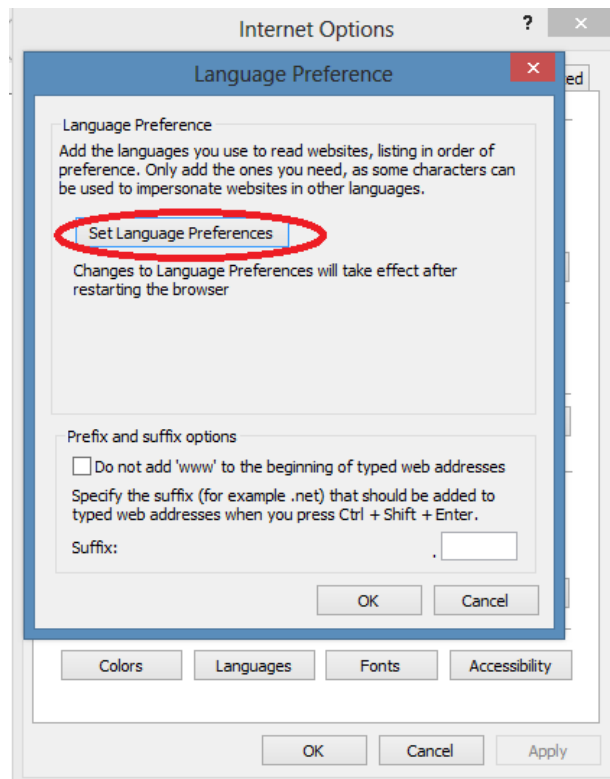 Internet Options
?
Language Preference
ed
Language Preference
Add the languages you use to read websites, listing in order of
preference. Only add the ones you need, as some characters can
be used to impersonate websites in other languages.
Set Language Preferences
Changes to Language Preferences will take effect after
restarting the browser
Prefix and suffix options
Do not add 'www' to the beginning of typed web addresses
Specify the suffix (for example .net) that should be added to
typed web addresses when you press Ctrl + Shift + Enter.
Suffix: .
OK Cancel
Colors Languages Fonts Accessibility
OK Cancel Apply